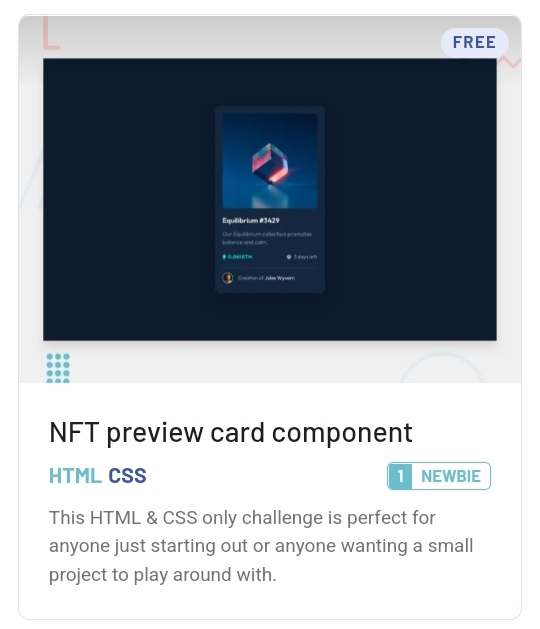 FREE
Equilibrium #3429
Our Equilibrium collection promotes
balance and calm.
0.041 ETH 3 days left
Creation of Jules Wyvern
NFT preview card component
HTML CSS
1 NEWBIE
This HTML & CSS only challenge is perfect for
anyone just starting out or anyone wanting a small
project to play around with.